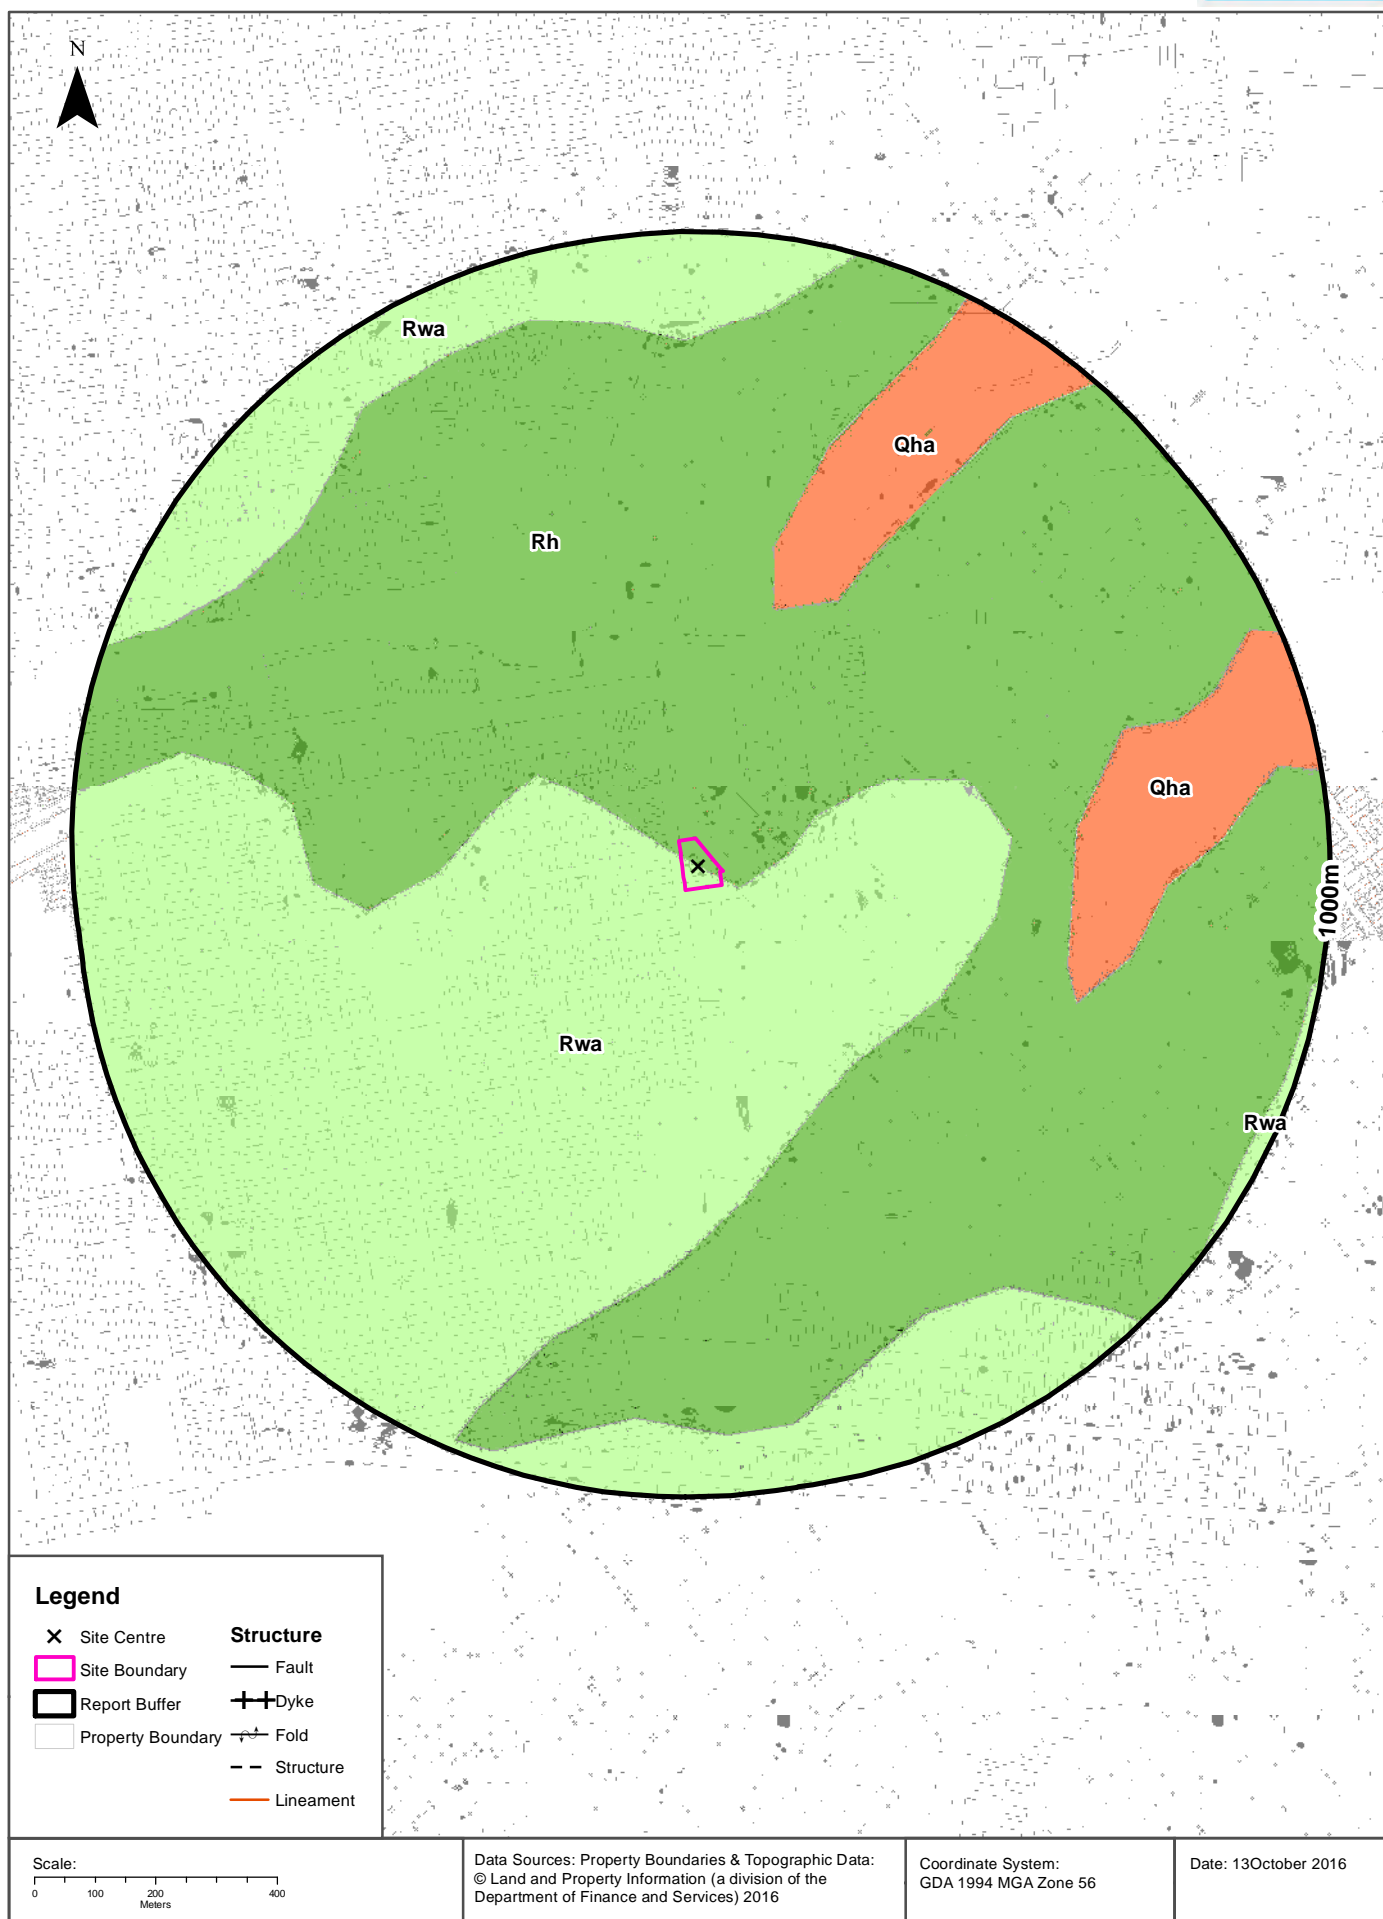 N
Rwa
Qha
Rh
Qha
1000m
Rwa
Rwa
Legend
Site Centre
Site Boundary
Report Buffer
Property Boundary
Structure
Fault
Dyke
Fold
Structure
Lineament
Scale:
0 100 200 400
Meters
Data Sources: Property Boundaries & Topographic Data:
© Land and Property Information (a division of the
Department of Finance and Services) 2016
Coordinate System:
GDA 1994 MGA Zone 56
Date: 13October 2016